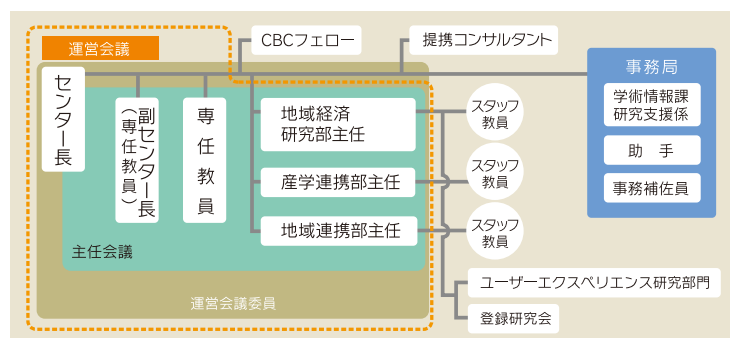 運営会議
CBCフェロー
提携コンサルタント
センター長
副センター長
（専任教員）
専任教員
地域経済
研究部主任
産学連携部主任
地域連携部主任
スタッフ
教員
スタッフ
教員
スタッフ
教員
事務局
学術情報課
研究支援係
助　手
事務補佐員
主任会議
運営会議委員
ユーザーエクスペリエンス研究部門
登録研究会